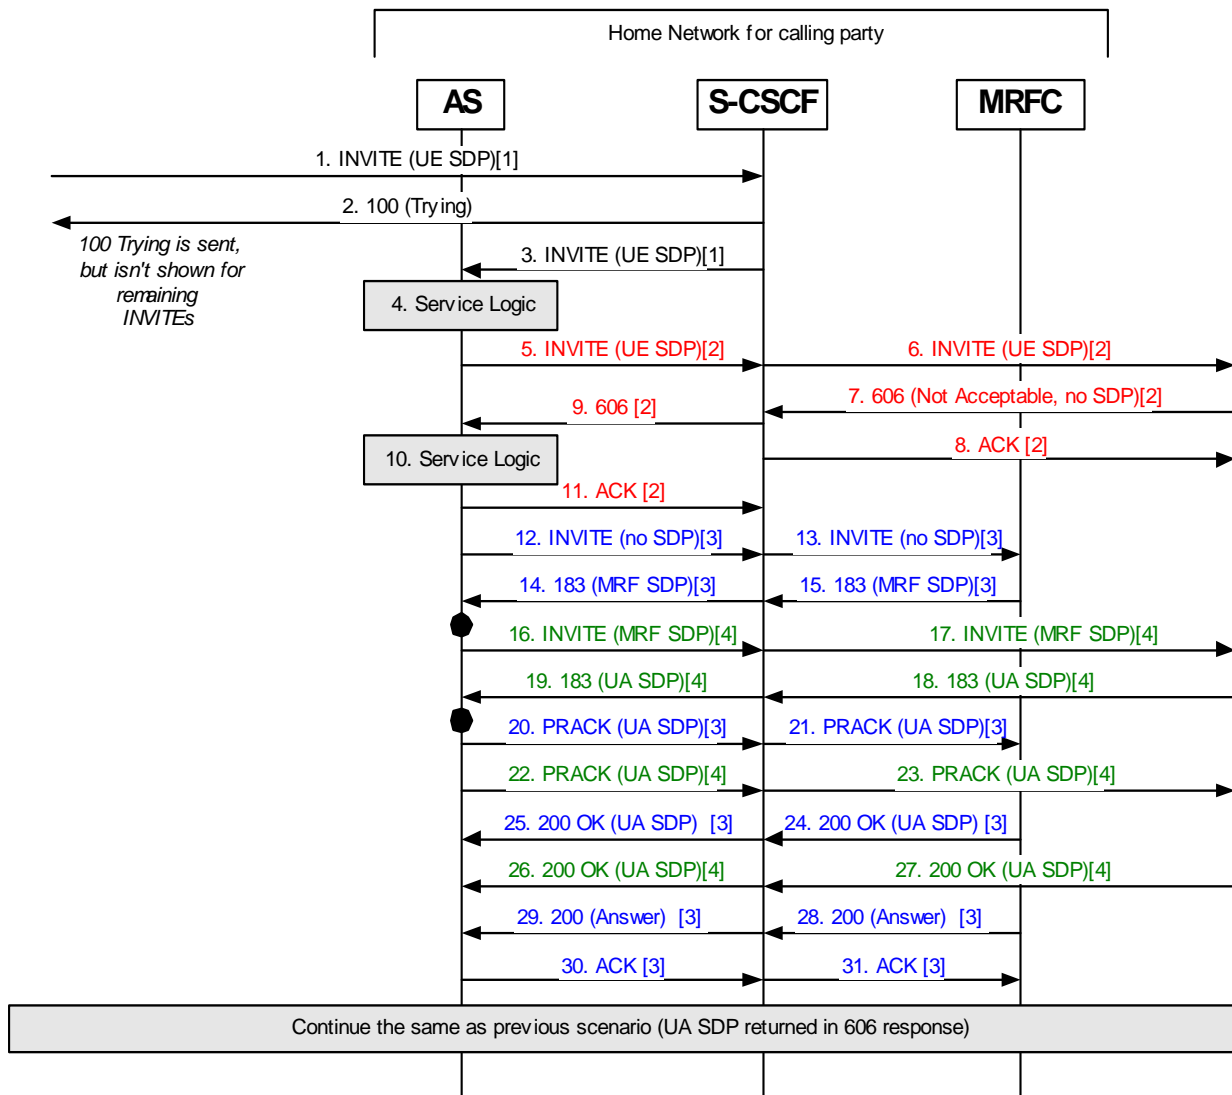 Home Network for calling party
AS
S-CSCF
MRFC
1. INVITE (UE SDP)[1]
2. 100 (Trying)
100 Trying is sent,
but isn't shown for
remaining
INVITEs
3. INVITE (UE SDP)[1]
4. Service Logic
5. INVITE (UE SDP)[2]
6. INVITE (UE SDP)[2]
7. 606 (Not Acceptable, no SDP)[2]
9. 606 [2]
10. Service Logic
8. ACK [2]
11. ACK [2]
12. INVITE (no SDP)[3]
13. INVITE (no SDP)[3]
14. 183 (MRF SDP)[3]
15. 183 (MRF SDP)[3]
16. INVITE (MRF SDP)[4]
17. INVITE (MRF SDP)[4]
19. 183 (UA SDP)[4]
18. 183 (UA SDP)[4]
20. PRACK (UA SDP)[3]
21. PRACK (UA SDP)[3]
22. PRACK (UA SDP)[4]
23. PRACK (UA SDP)[4]
25. 200 OK (UA SDP) [3]
24. 200 OK (UA SDP) [3]
26. 200 OK (UA SDP)[4]
27. 200 OK (UA SDP)[4]
29. 200 (Answer) [3]
28. 200 (Answer) [3]
30. ACK [3]
31. ACK [3]
Continue the same as previous scenario (UA SDP returned in 606 response)